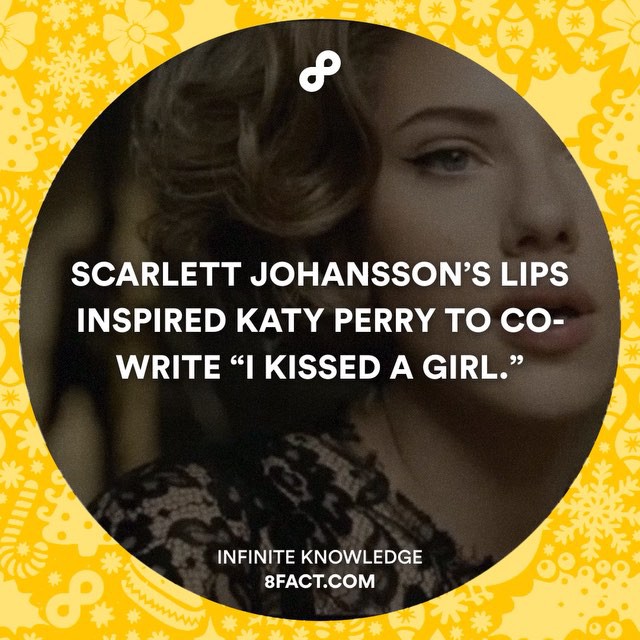 SCARLETT JOHANSSON’S LIPS
INSPIRED KATY PERRY TO CO-
WRITE “I KISSED A GIRL.”
INFINITE KNOWLEDGE
8FACT.COM